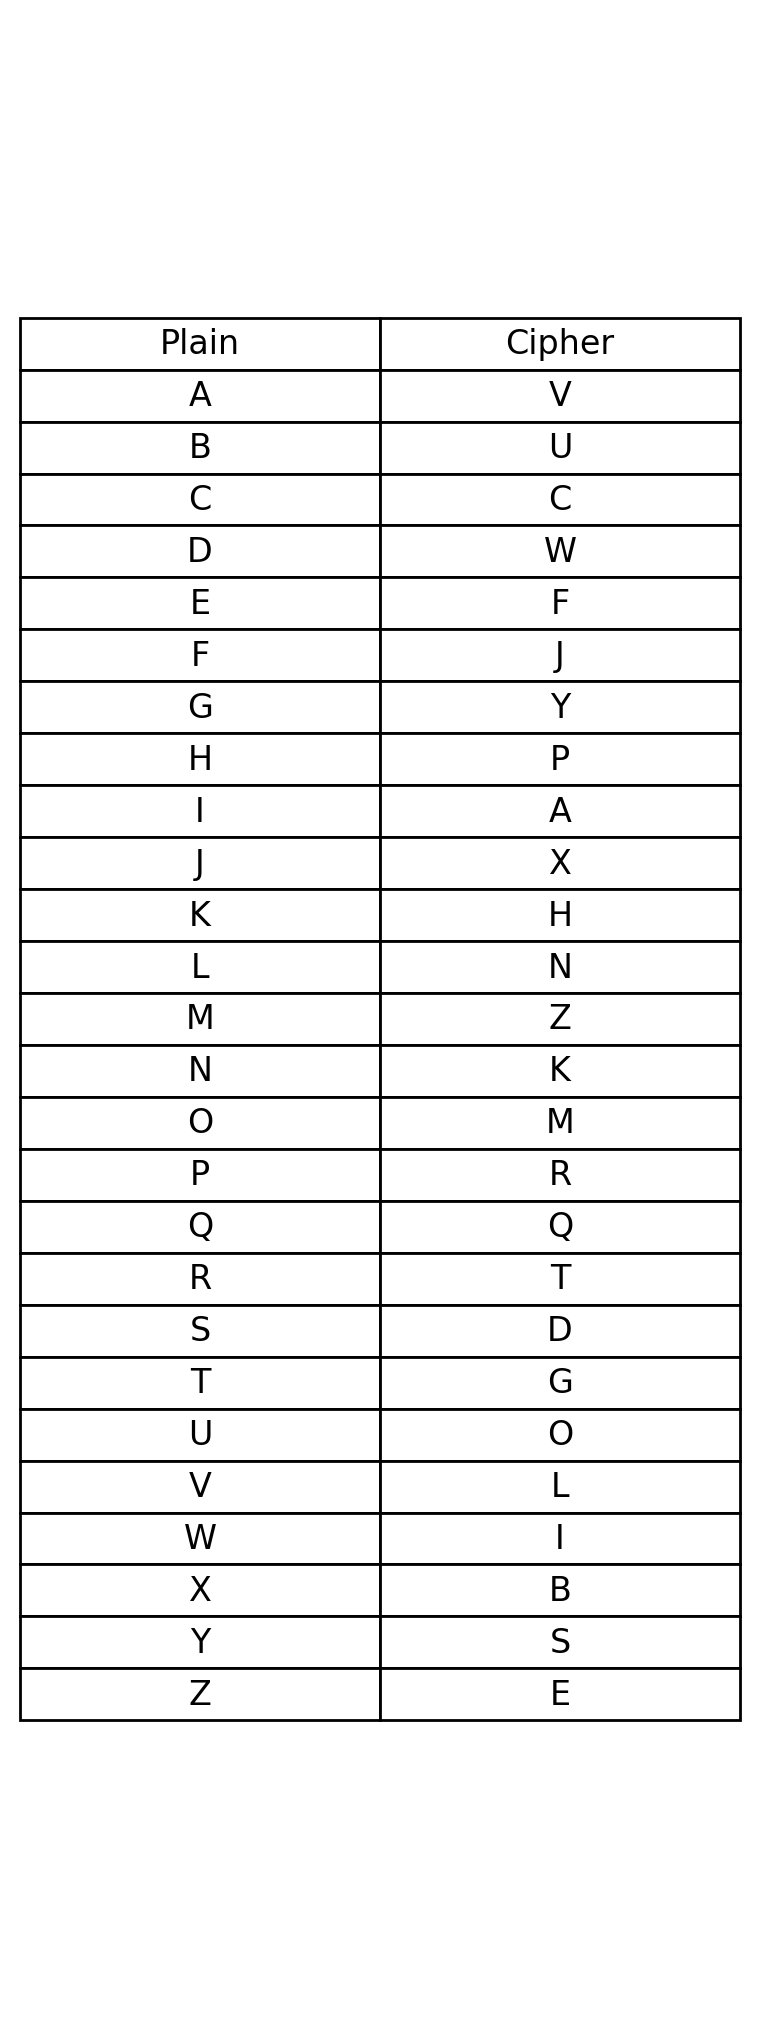 Plain Cipher
A V
B U
C C
D W
E F
F J
G Y
H P
I A
J X
K H
L N
M Z
N K
O M
P R
Q Q
R T
S D
T G
U O
V L
W I
X B
Y S
Z E